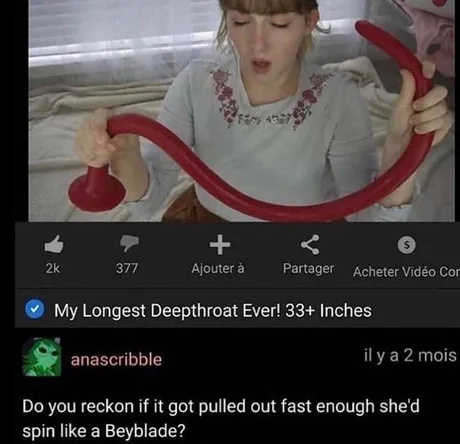 2k
377
Ajouter à
Partager
Acheter Vidéo Cor
My Longest Deepthroat Ever! 33+ Inches
anascribble
il y a 2 mois
Do you reckon if it got pulled out fast enough she'd
spin like a Beyblade?